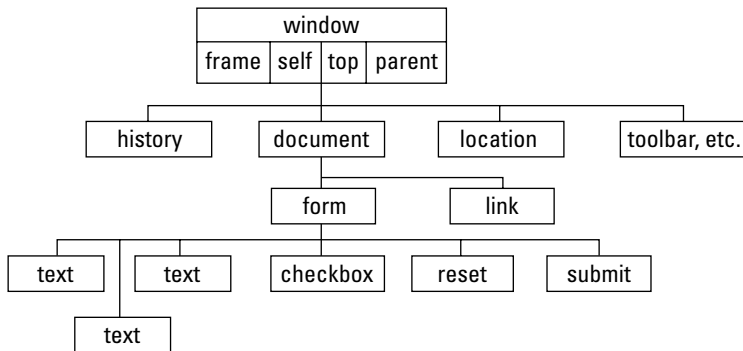 window
frame self top parent
history document location toolbar, etc.
form link
text text checkbox reset submit
text